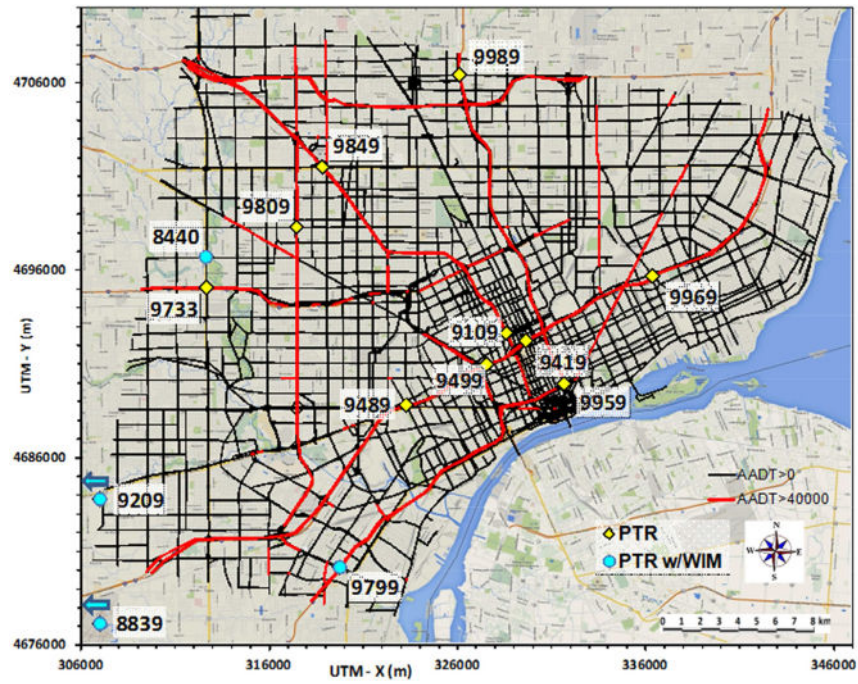 9989
4706000
9849
9809
8440
4696000
9733
9969
9109
9419
9499
9489
9959
UTM - Y (m)
4686000
AADT>0
AADT>40000
9209
PTR
N
W
E
S
PTR w/WIM
9799
8839
0 1 2 3 4 5 6 7 8 km
4676000
306000 316000 326000 336000 346000
UTM - X (m)